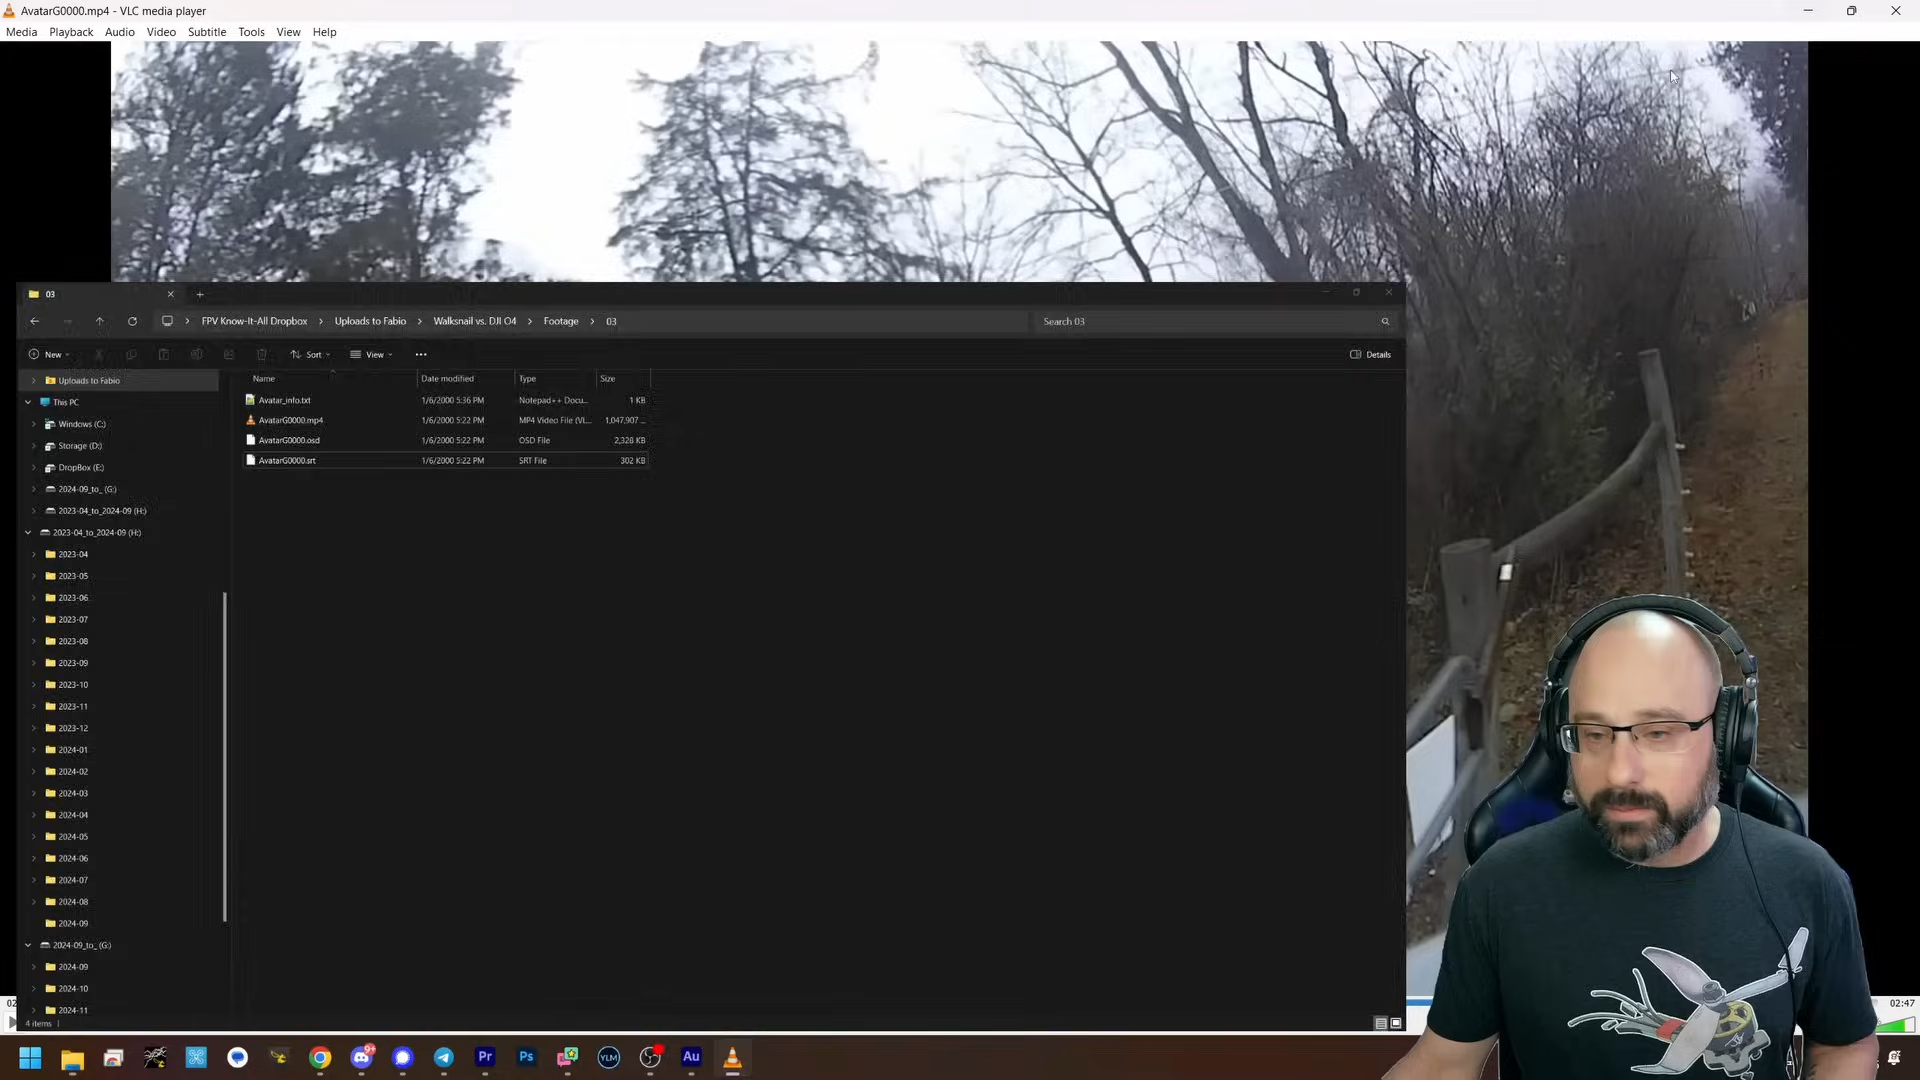 AvatarG0000.mp4 - VLC media player
Media Playback Audio Video Subtitle Tools View Help
03
FPV Know-It-All Dropbox Uploads to Fabio Walksnail vs. DJI O4 Footage 03
Search 03
New Sort View Details
Name Date modified Type Size
Avatar_info.txt 1/6/2000 5:36 PM Notepad++ Docu... 1 KB
AvatarG0000.mp4 1/6/2000 5:22 PM MP4 Video File (VL... 1,047,907 ...
AvatarG0000.osd 1/6/2000 5:22 PM OSD File 2,328 KB
AvatarG0000.srt 1/6/2000 5:22 PM SRT File 302 KB
Uploads to Fabio
This PC
Windows (C:)
Storage (D:)
DropBox (E:)
2024-09_to_ (G:)
2023-04_to_2024-09 (H:)
2023-04_to_2024-09 (H:)
2023-04
2023-05
2023-06
2023-07
2023-08
2023-09
2023-10
2023-11
2023-12
2024-01
2024-02
2024-03
2024-04
2024-05
2024-06
2024-07
2024-08
2024-09
2024-09_to_ (G:)
2024-09
2024-10
2024-11
4 items
02:47
9+
Pr
Ps
YLM
Au